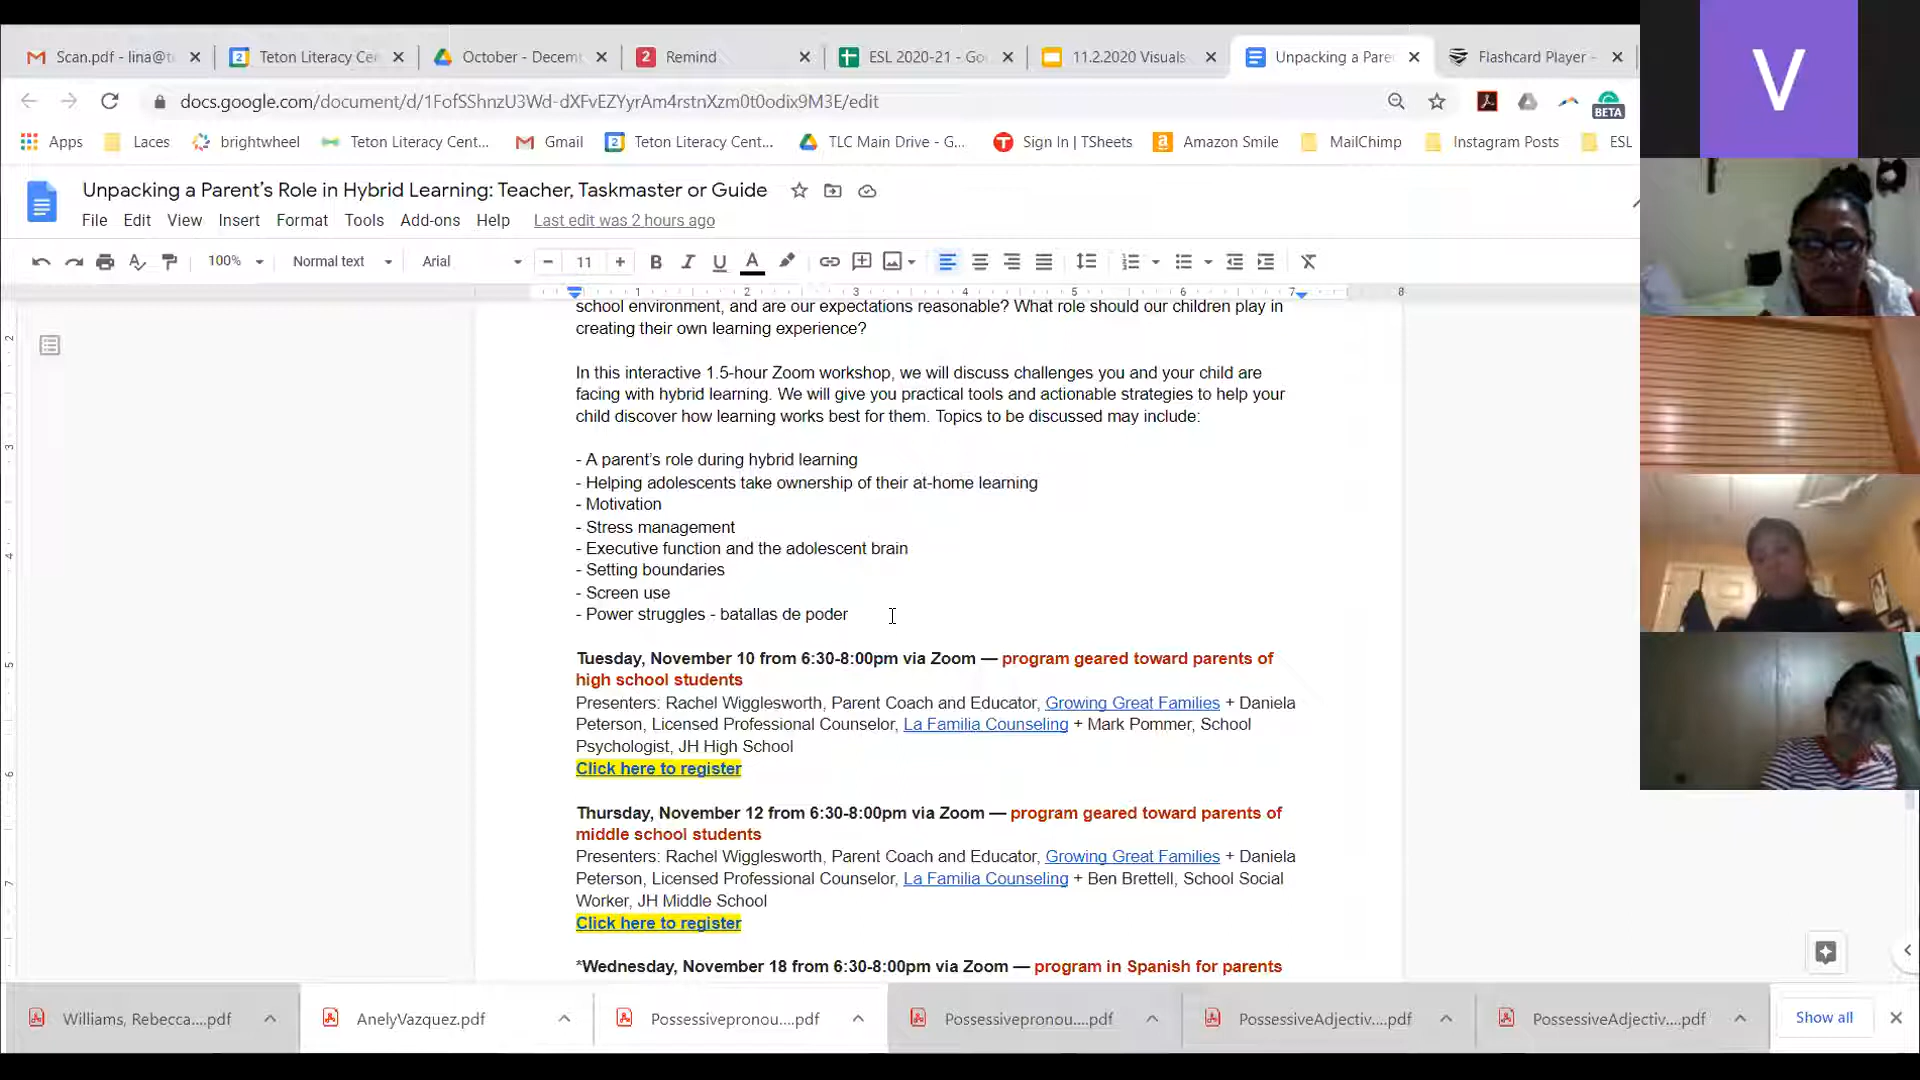 Scan.pdf - lina@t
Teton Literacy Ce
October - Decem
Remind
ESL 2020-21 - Go
11.2.2020 Visuals
Unpacking a Pare
Flashcard Player -
docs.google.com/document/d/1FofSShnzU3Wd-dXFvEZYyrAm4rstnXzm0t0odix9M3E/edit
BETA
Apps
Laces
brightwheel
Teton Literacy Cent...
Gmail
Teton Literacy Cent...
TLC Main Drive - G...
Sign In | TSheets
Amazon Smile
MailChimp
Instagram Posts
ESL
Unpacking a Parent's Role in Hybrid Learning: Teacher, Taskmaster or Guide
File Edit View Insert Format Tools Add-ons Help Last edit was 2 hours ago
100% Normal text Arial 11
1 2 3 4 5 6 7 8
school environment, and are our expectations reasonable? What role should our children play in
creating their own learning experience?
In this interactive 1.5-hour Zoom workshop, we will discuss challenges you and your child are
facing with hybrid learning. We will give you practical tools and actionable strategies to help your
child discover how learning works best for them. Topics to be discussed may include:
- A parent's role during hybrid learning
- Helping adolescents take ownership of their at-home learning
- Motivation
- Stress management
- Executive function and the adolescent brain
- Setting boundaries
- Screen use
- Power struggles - batallas de poder
Tuesday, November 10 from 6:30-8:00pm via Zoom — program geared toward parents of
high school students
Presenters: Rachel Wigglesworth, Parent Coach and Educator, Growing Great Families + Daniela
Peterson, Licensed Professional Counselor, La Familia Counseling + Mark Pommer, School
Psychologist, JH High School
Click here to register
Thursday, November 12 from 6:30-8:00pm via Zoom — program geared toward parents of
middle school students
Presenters: Rachel Wigglesworth, Parent Coach and Educator, Growing Great Families + Daniela
Peterson, Licensed Professional Counselor, La Familia Counseling + Ben Brettell, School Social
Worker, JH Middle School
Click here to register
*Wednesday, November 18 from 6:30-8:00pm via Zoom — program in Spanish for parents
Williams, Rebecca....pdf
AnelyVazquez.pdf
Possessivepronou....pdf
Possessivepronou....pdf
PossessiveAdjectiv....pdf
PossessiveAdjectiv....pdf
Show all
V